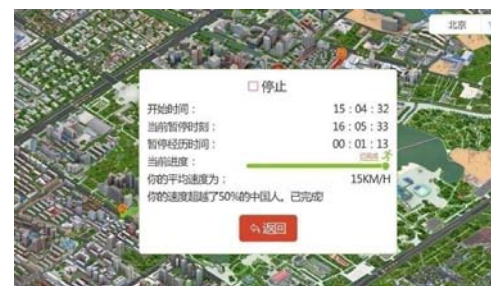 北京
停止
开始时间： 15：04：32
当前暂停时刻： 16：05：33
暂停经历时间： 00：01：13
已完成
当前进度：
你的平均速度为： 15KM/H
你的速度超越了50%的中国人。已完成!
返回